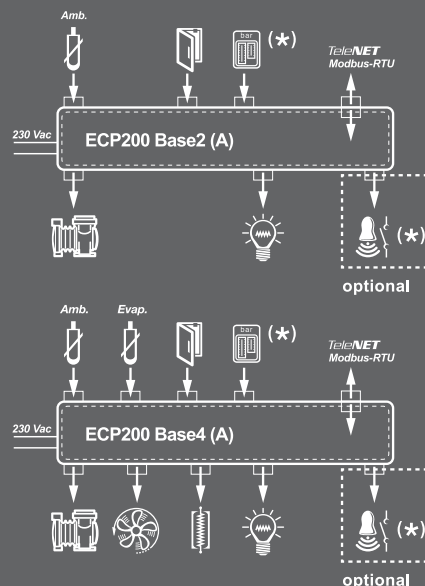 Amb.
bar
(*)
TeleNET
Modbus-RTU
230 Vac
ECP200 Base2 (A)
(*)
optional
Amb.
Evap.
bar
(*)
TeleNET
Modbus-RTU
230 Vac
ECP200 Base4 (A)
(*)
optional